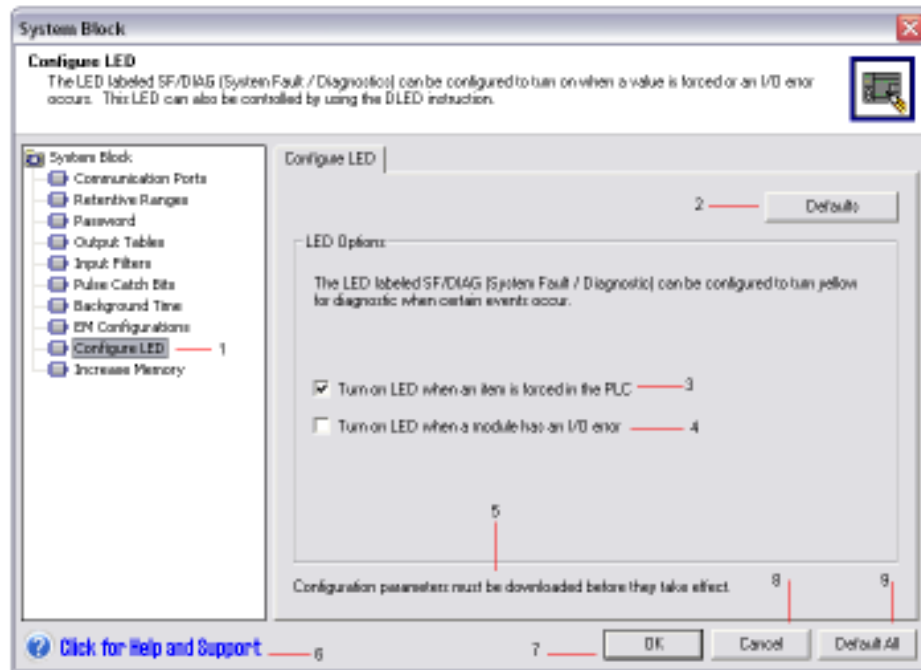 System Block
Configure LED
The LED labeled SF/DIAG (System Fault / Diagnostics) can be configured to turn on when a value is forced or an I/O error
occurs. This LED can also be controlled by using the DLED instruction.
System Block
Communication Ports
Retentive Ranges
Password
Output Tables
Input Filters
Pulse Catch Bits
Background Time
EM Configurations
Configure LED 1
Increase Memory
Configure LED
2 Defaults
LED Options
The LED labeled SF/DIAG (System Fault / Diagnostic) can be configured to turn yellow
for diagnostic when certain events occur.
Turn on LED when an item is forced in the PLC 3
Turn on LED when a module has an I/O error 4
5
Configuration parameters must be downloaded before they take effect.
8 9
Click for Help and Support 6
7 OK Cancel Default All